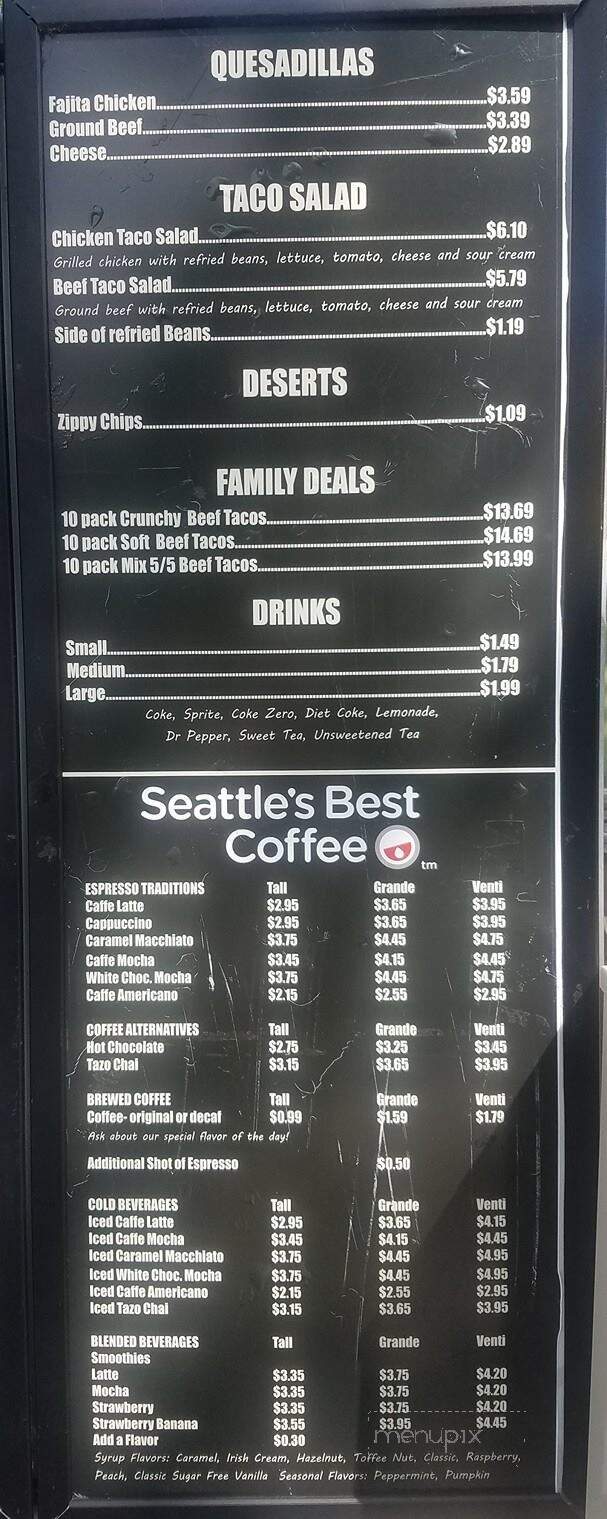 QUESADILLAS
Fajita Chicken $3.59
Ground Beef $3.39
Cheese $2.89
TACO SALAD
Chicken Taco Salad $6.10
Grilled chicken with refried beans, lettuce, tomato, cheese and sour cream
Beef Taco Salad $5.79
Ground beef with refried beans, lettuce, tomato, cheese and sour cream
Side of refried Beans $1.19
DESERTS
Zippy Chips $1.09
FAMILY DEALS
10 pack Crunchy Beef Tacos $13.69
10 pack Soft Beef Tacos $14.69
10 pack Mix 5/5 Beef Tacos $13.99
DRINKS
Small $1.49
Medium $1.79
Large $1.99
Coke, Sprite, Coke Zero, Diet Coke, Lemonade,
Dr Pepper, Sweet Tea, Unsweetened Tea
Seattle's Best
Coffee tm
ESPRESSO TRADITIONS Tall Grande Venti
Caffe Latte $2.95 $3.65 $3.95
Cappuccino $2.95 $3.65 $3.95
Caramel Macchiato $3.75 $4.45 $4.75
Caffe Mocha $3.45 $4.15 $4.45
White Choc. Mocha $3.75 $4.45 $4.75
Caffe Americano $2.15 $2.55 $2.95
COFFEE ALTERNATIVES Tall Grande Venti
Hot Chocolate $2.75 $3.25 $3.45
Tazo Chai $3.15 $3.65 $3.95
BREWED COFFEE Tall Grande Venti
Coffee- original or decaf $0.99 $1.59 $1.79
Ask about our special flavor of the day!
Additional Shot of Espresso $0.50
COLD BEVERAGES Tall Grande Venti
Iced Caffe Latte $2.95 $3.65 $4.15
Iced Caffe Mocha $3.45 $4.15 $4.45
Iced Caramel Macchiato $3.75 $4.45 $4.95
Iced White Choc. Mocha $3.75 $4.45 $4.95
Iced Caffe Americano $2.15 $2.55 $2.95
Iced Tazo Chai $3.15 $3.65 $3.95
BLENDED BEVERAGES Tall Grande Venti
Smoothies
Latte $3.35 $3.75 $4.20
Mocha $3.35 $3.75 $4.20
Strawberry $3.35 $3.75 $4.20
Strawberry Banana $3.55 $3.95 $4.45
Add a Flavor $0.30
menupix
Syrup Flavors: Caramel, Irish Cream, Hazelnut, Toffee Nut, Classic, Raspberry,
Peach, Classic Sugar Free Vanilla Seasonal Flavors: Peppermint, Pumpkin